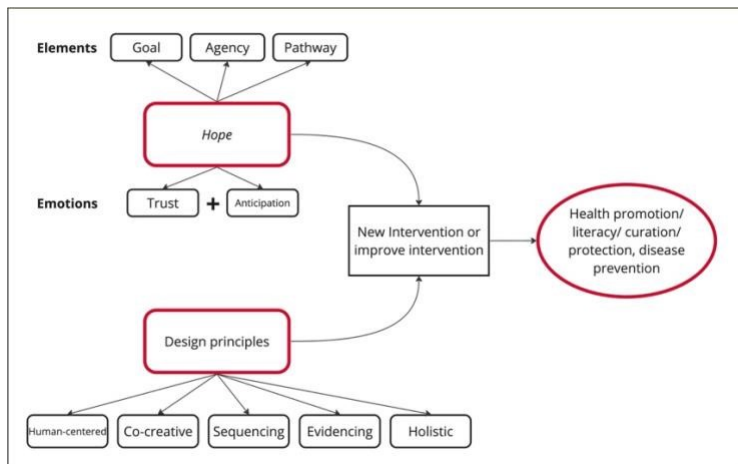 Elements
Goal
Agency
Pathway
Hope
Emotions
Trust
+
Anticipation
New Intervention or
improve intervention
Health promotion/
literacy/ curation/
protection, disease
prevention
Design principles
Human-centered
Co-creative
Sequencing
Evidencing
Holistic